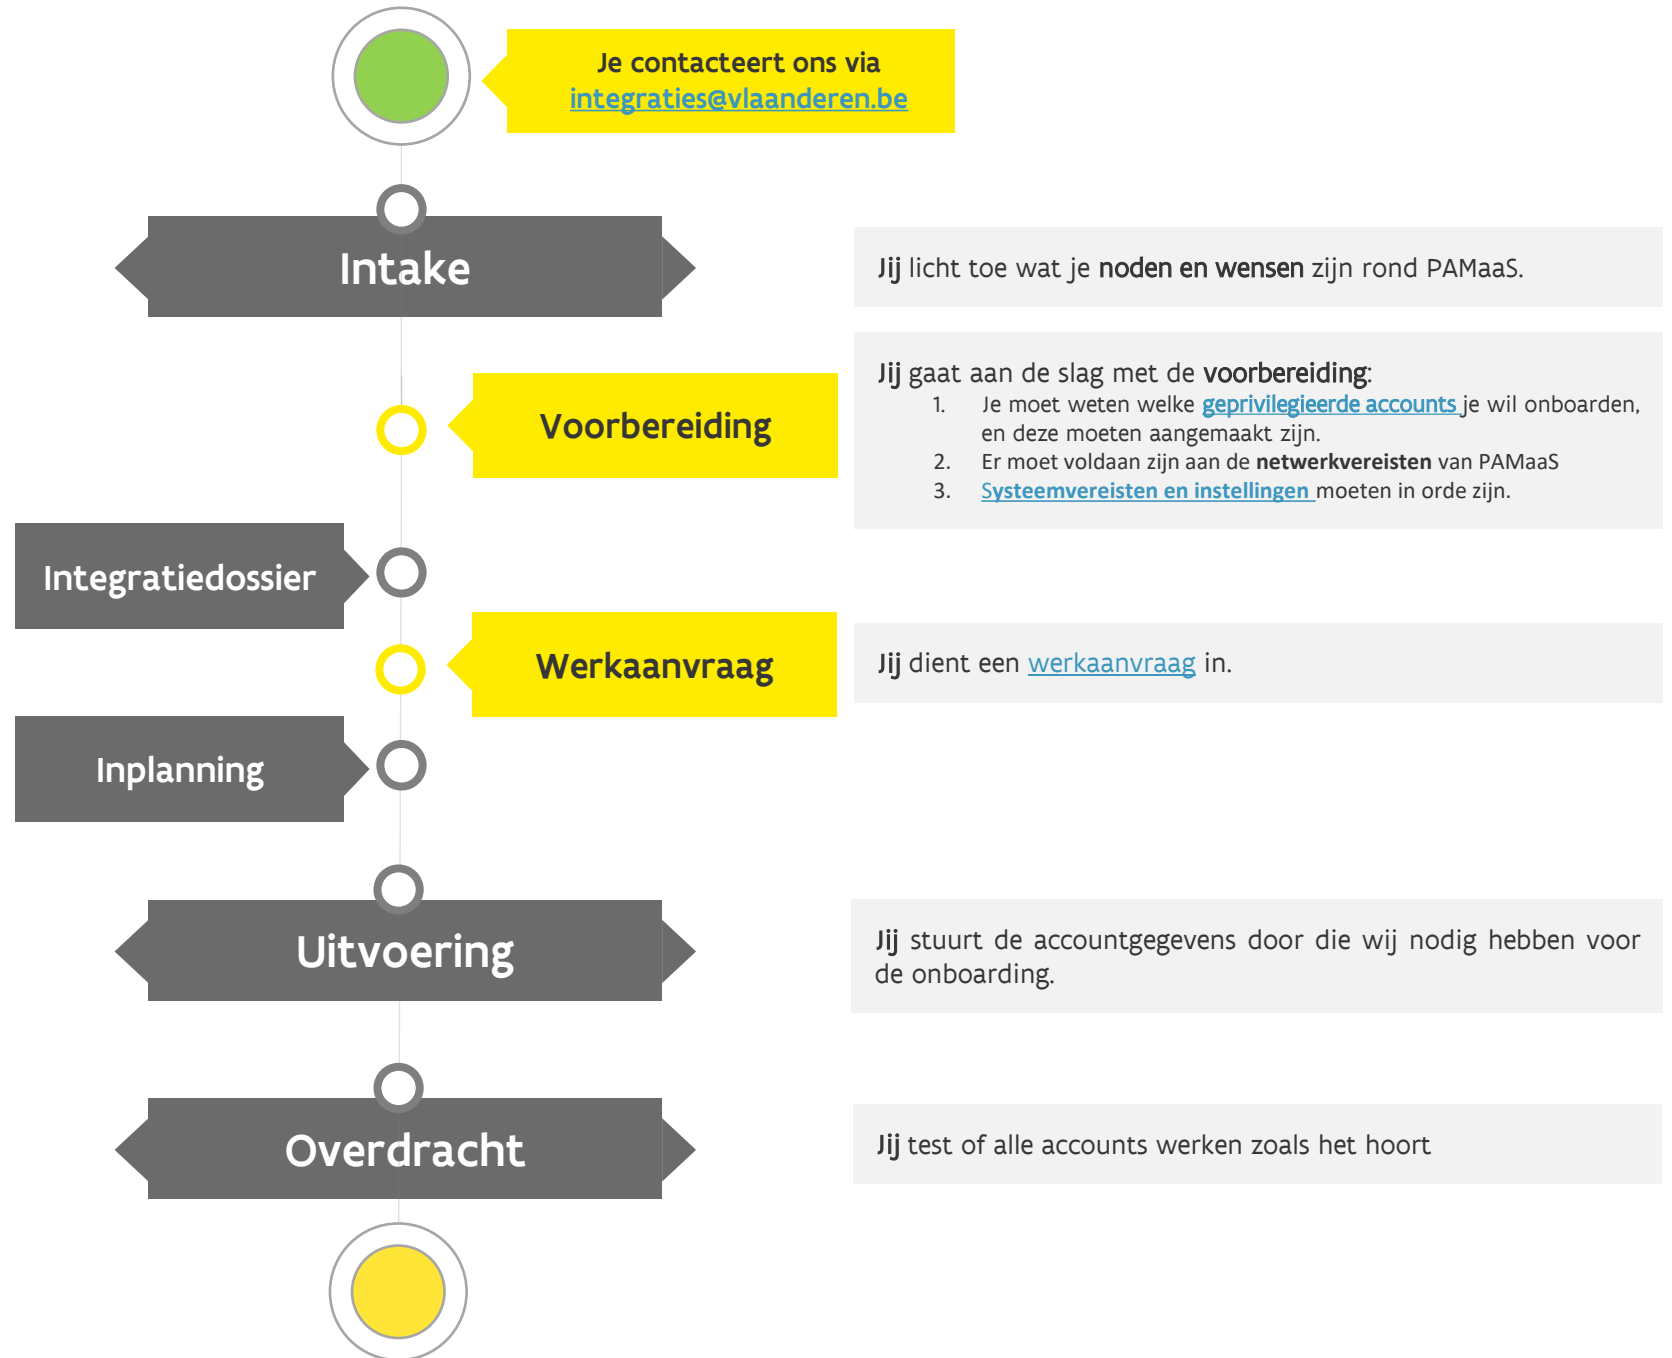 Je contacteert ons via
integraties@vlaanderen.be
Intake
Jij licht toe wat je noden en wensen zijn rond PAMaaS.
Voorbereiding
Jij gaat aan de slag met de voorbereiding:
1. Je moet weten welke geprivilegieerde accounts je wil onboarden,
en deze moeten aangemaakt zijn.
2. Er moet voldaan zijn aan de netwerkvereisten van PAMaaS
3. Systeemvereisten en instellingen moeten in orde zijn.
Integratiedossier
Werkaanvraag
Jij dient een werkaanvraag in.
Inplanning
Uitvoering
Jij stuurt de accountgegevens door die wij nodig hebben voor
de onboarding.
Overdracht
Jij test of alle accounts werken zoals het hoort